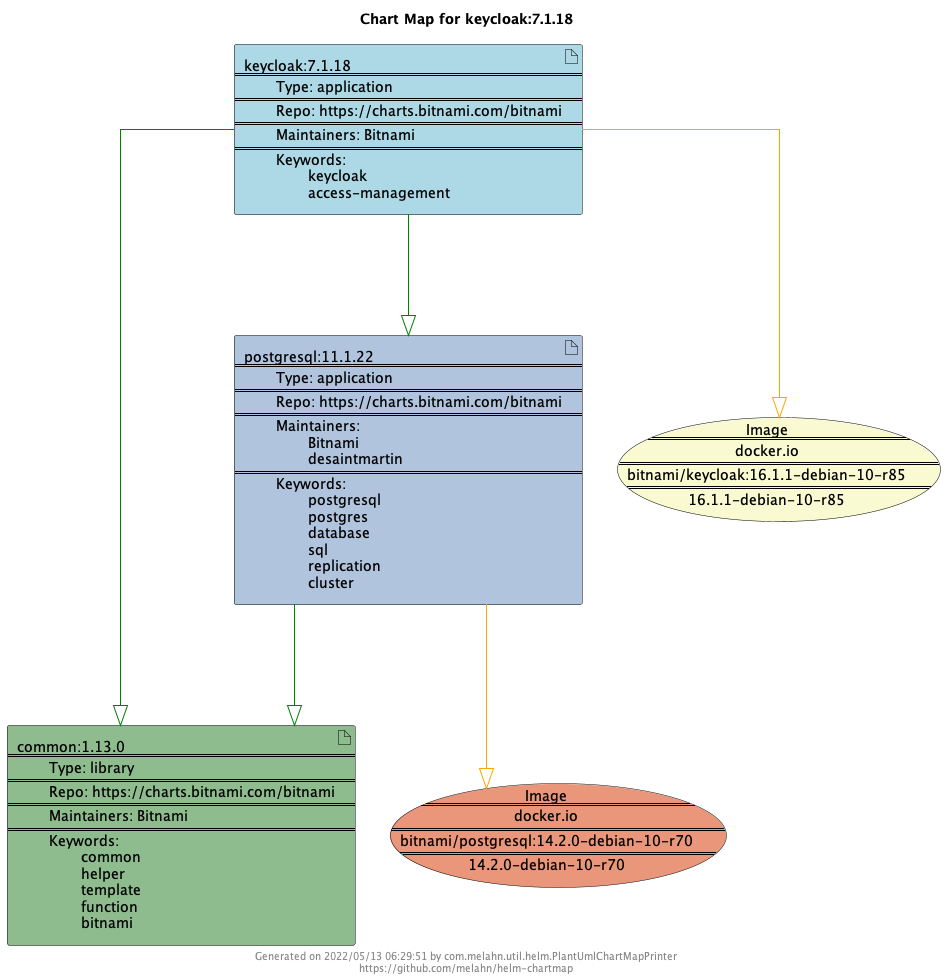 Chart Map for keycloak:7.1.18
keycloak:7.1.18
Type: application
Repo: https://charts.bitnami.com/bitnami
Maintainers: Bitnami
Keywords:
keycloak
access-management
postgresql:11.1.22
Type: application
Repo: https://charts.bitnami.com/bitnami
Maintainers:
Bitnami
desaintmartin
Keywords:
postgresql
postgres
database
sql
replication
cluster
Image
docker.io
bitnami/keycloak:16.1.1-debian-10-r85
16.1.1-debian-10-r85
common:1.13.0
Type: library
Repo: https://charts.bitnami.com/bitnami
Maintainers: Bitnami
Keywords:
common
helper
template
function
bitnami
Image
docker.io
bitnami/postgresql:14.2.0-debian-10-r70
14.2.0-debian-10-r70
Generated on 2022/05/13 06:29:51 by com.melahn.util.helm.PlantUmlChartMapPrinter
https://github.com/melahn/helm-chartmap